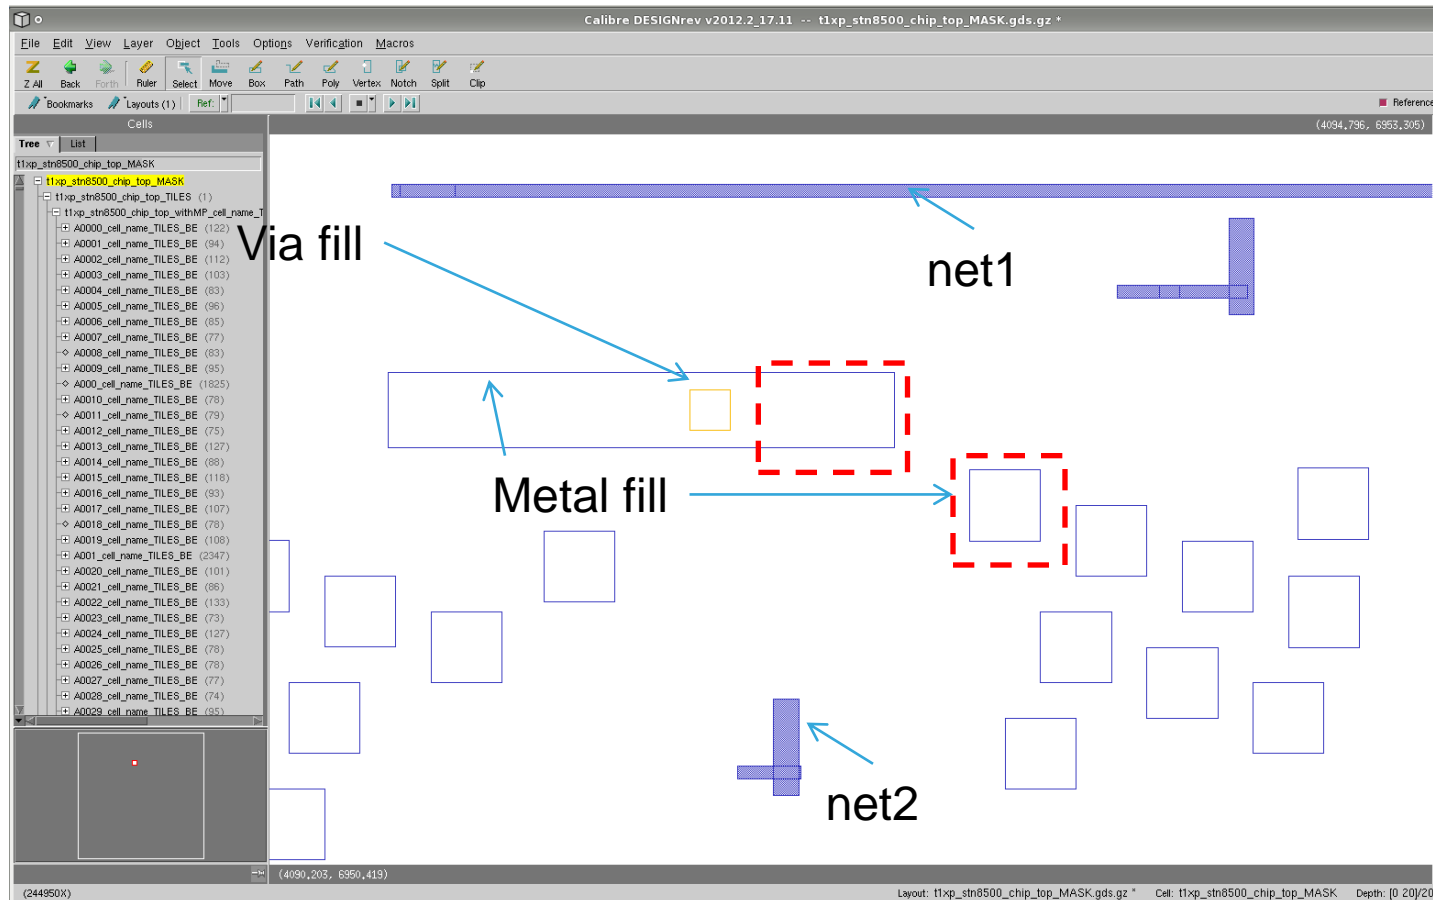 Calibre DESIGNrev v2012.2_17.11 -- t1xp_stn8500_chip_top_MASK.gds.gz *
File Edit View Layer Object Tools Options Verification Macros
Z All Back Forth Ruler Select Move Box Path Poly Vertex Notch Split Clip
Bookmarks Layouts (1) Ref: Reference
Cells
(4094.796, 6953.305)
Tree List
t1xp_stn8500_chip_top_MASK
t1xp_stn8500_chip_top_MASK
t1xp_stn8500_chip_top_TILES (1)
t1xp_stn8500_chip_top_withMP_cell_name_T
A0000_cell_name_TILES_BE (122)
A0001_cell_name_TILES_BE (94)
A0002_cell_name_TILES_BE (112)
A0003_cell_name_TILES_BE (103)
A0004_cell_name_TILES_BE (83)
A0005_cell_name_TILES_BE (96)
A0006_cell_name_TILES_BE (85)
A0007_cell_name_TILES_BE (77)
A0008_cell_name_TILES_BE (83)
A0009_cell_name_TILES_BE (95)
A000_cell_name_TILES_BE (1825)
A0010_cell_name_TILES_BE (78)
A0011_cell_name_TILES_BE (79)
A0012_cell_name_TILES_BE (75)
A0013_cell_name_TILES_BE (127)
A0014_cell_name_TILES_BE (88)
A0015_cell_name_TILES_BE (118)
A0016_cell_name_TILES_BE (93)
A0017_cell_name_TILES_BE (107)
A0018_cell_name_TILES_BE (78)
A0019_cell_name_TILES_BE (108)
A001_cell_name_TILES_BE (2347)
A0020_cell_name_TILES_BE (101)
A0021_cell_name_TILES_BE (86)
A0022_cell_name_TILES_BE (133)
A0023_cell_name_TILES_BE (73)
A0024_cell_name_TILES_BE (127)
A0025_cell_name_TILES_BE (78)
A0026_cell_name_TILES_BE (78)
A0027_cell_name_TILES_BE (77)
A0028_cell_name_TILES_BE (74)
A0029_cell_name_TILES_BE (95)
Via fill
net1
Metal fill
net2
(4090.203, 6950.419)
(244950X)
Layout: t1xp_stn8500_chip_top_MASK.gds.gz * Cell: t1xp_stn8500_chip_top_MASK Depth: [0 20]/20